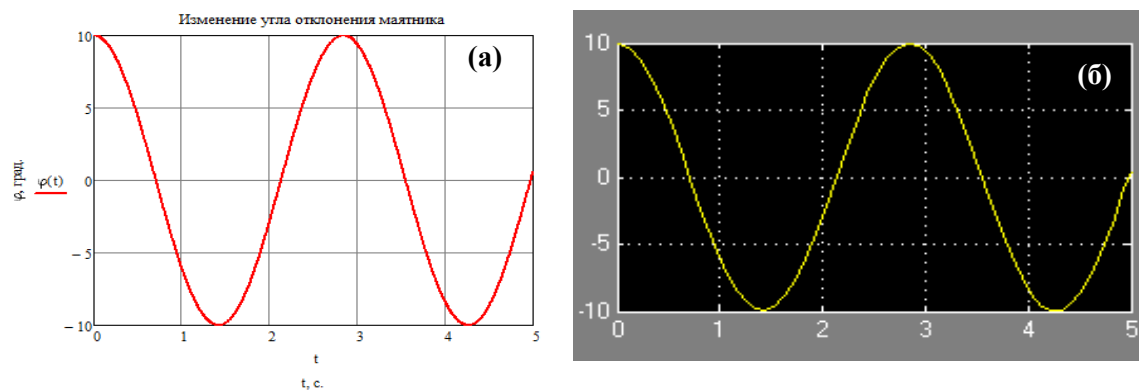 Изменение угла отклонения маятника
(а)
10
5
0
−5
−10
φ, град.
φ(t)
0 1 2 3 4 5
t
t, с.
(б)
10
5
0
-5
-10
0 1 2 3 4 5